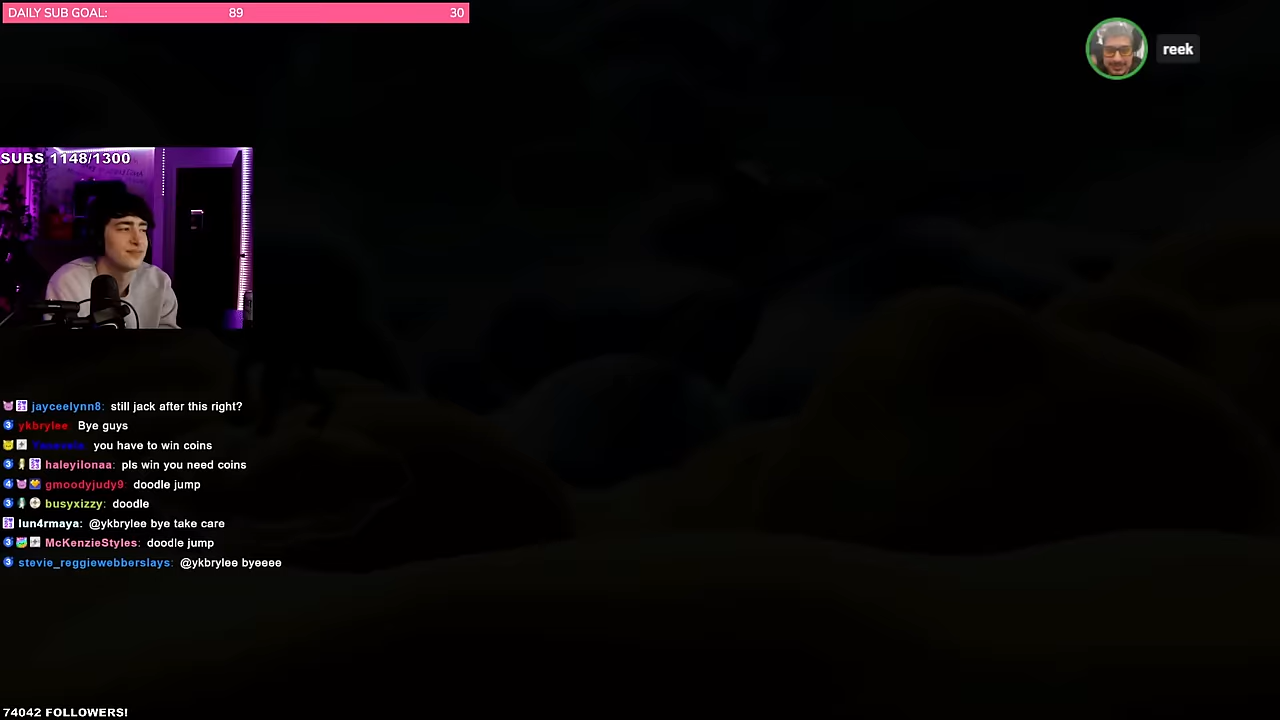 DAILY SUB GOAL: 89 30
reek
SUBS 1148/1300
jayceelynn8: still jack after this right?
ykbrylee Bye guys
you have to win coins
haleyilonaa: pls win you need coins
gmoodyjudy9: doodle jump
busyxizzy: doodle
lun4rmaya: @ykbrylee bye take care
McKenzieStyles: doodle jump
stevie_reggiewebberslays: @ykbrylee byeeee
74042 FOLLOWERS!